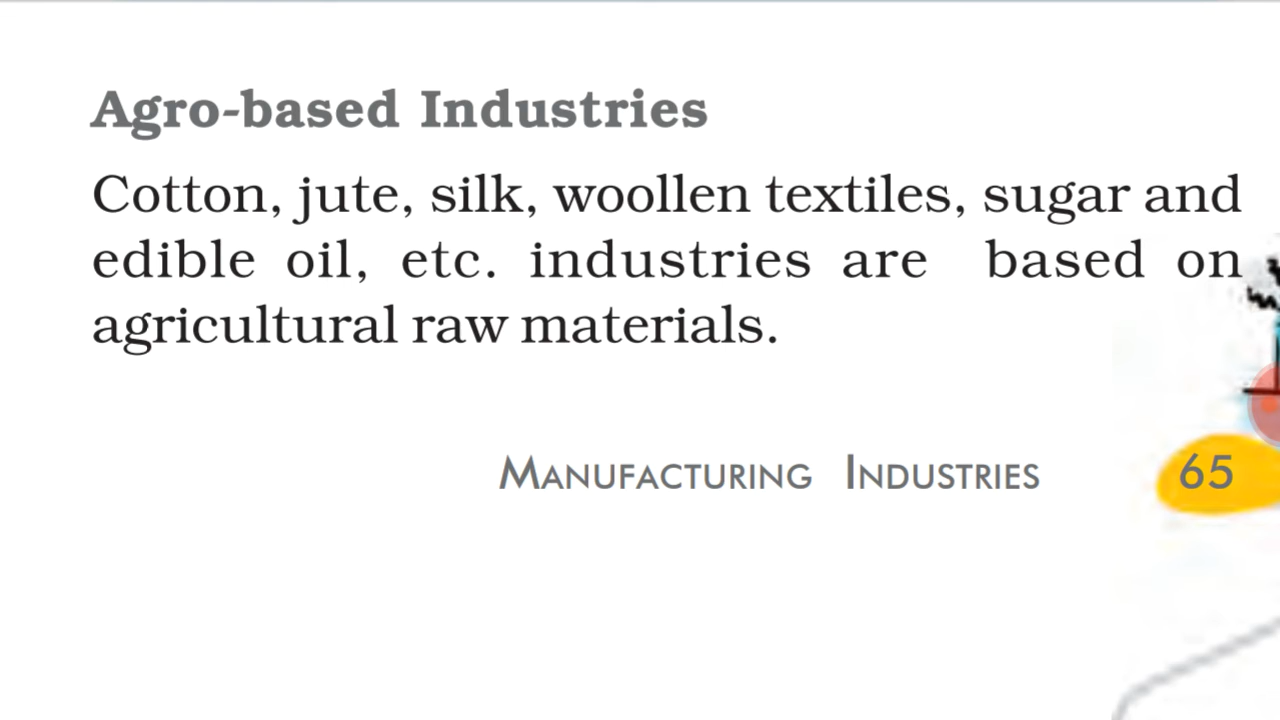 Agro-based Industries
Cotton, jute, silk, woollen textiles, sugar and
edible oil, etc. industries are based on
agricultural raw materials.
MANUFACTURING INDUSTRIES 65